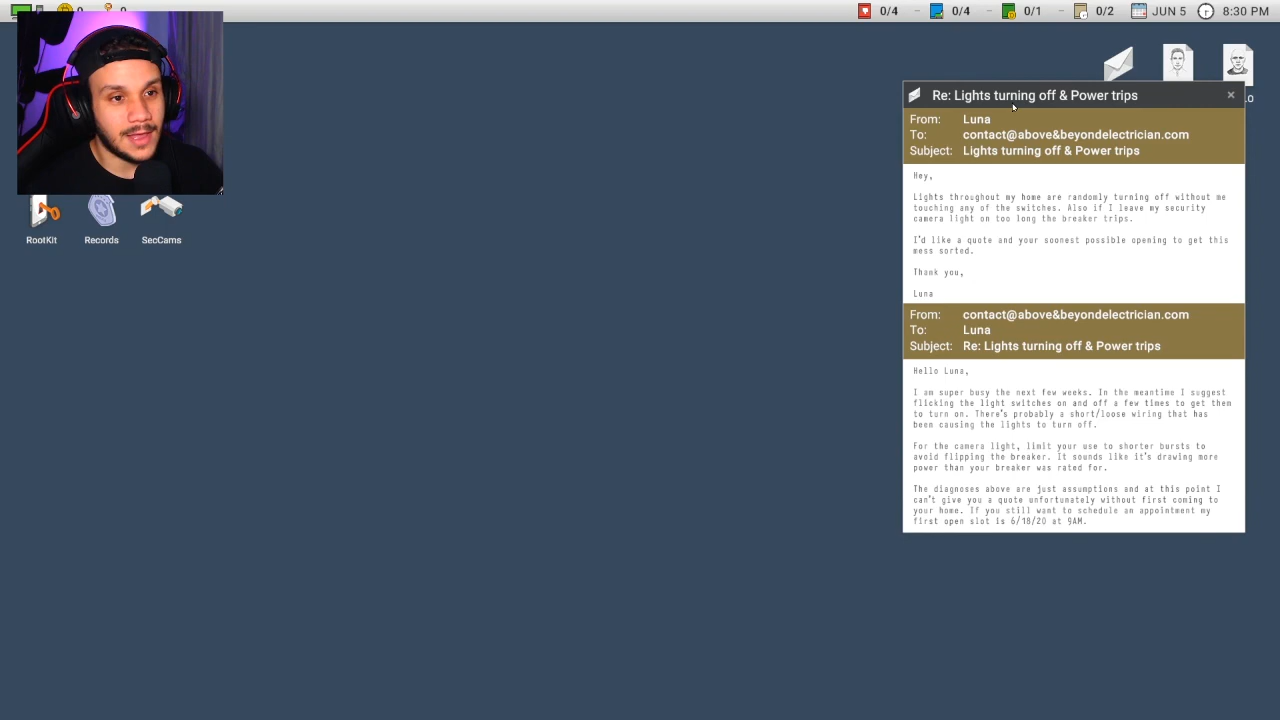 0
0
0/4
0/4
0/1
0/2
JUN 5
8:30 PM
Re: Lights turning off & Power trips
From: Luna
To: contact@above&beyondelectrician.com
Subject: Lights turning off & Power trips
Hey,
Lights throughout my home are randomly turning off without me
touching any of the switches. Also if I leave my security
camera light on too long the breaker trips.
I'd like a quote and your soonest possible opening to get this
mess sorted.
Thank you,
Luna
From: contact@above&beyondelectrician.com
To: Luna
Subject: Re: Lights turning off & Power trips
Hello Luna,
I am super busy the next few weeks. In the meantime I suggest
flicking the light switches on and off a few times to get them
to turn on. There's probably a short/loose wiring that has
been causing the lights to turn off.
For the camera light, limit your use to shorter bursts to
avoid flipping the breaker. It sounds like it's drawing more
power than your breaker was rated for.
The diagnoses above are just assumptions and at this point I
can't give you a quote unfortunately without first coming to
your home. If you still want to schedule an appointment my
first open slot is 6/18/20 at 9AM.
RootKit
Records
SecCams